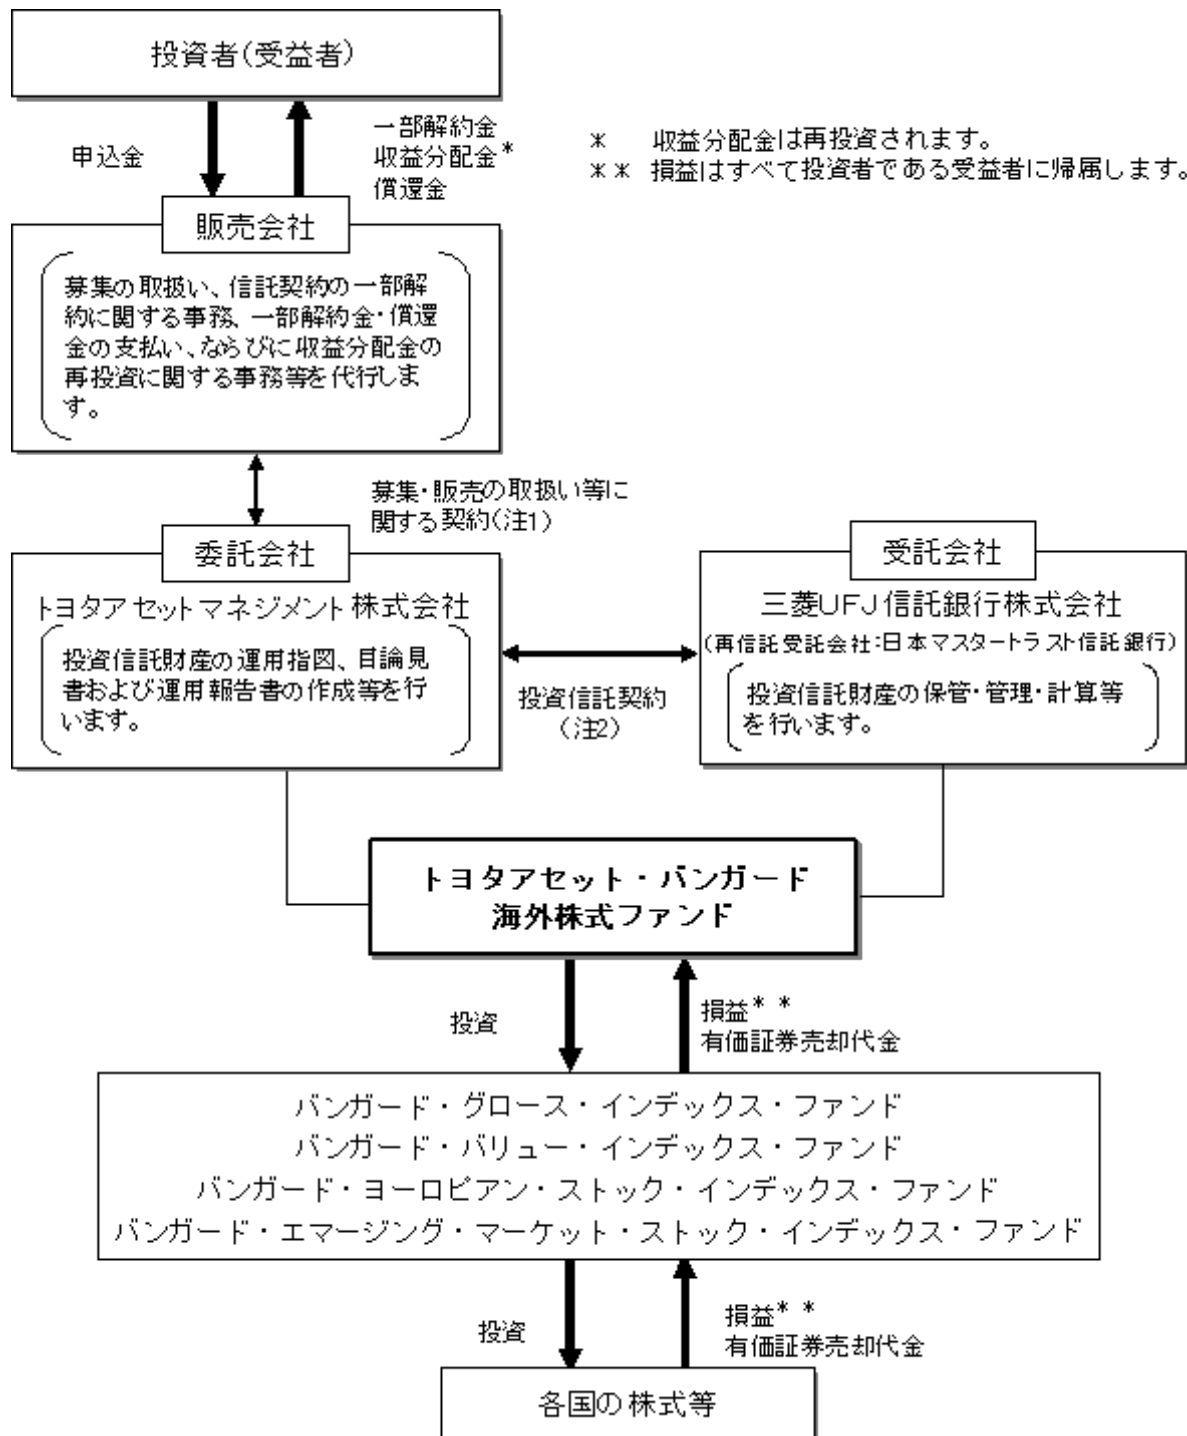 投資者(受益者)
申込金
一部解約金
収益分配金*
償還金
* 収益分配金は再投資されます。
** 損益はすべて投資者である受益者に帰属します。
販売会社
募集の取扱い、信託契約の一部解
約に関する事務、一部解約金・償還
金の支払い、ならびに収益分配金の
再投資に関する事務等を代行しま
す。
募集・販売の取扱い等に
関する契約(注1)
委託会社
トヨタアセットマネジメント株式会社
投資信託財産の運用指図、目論見
書および運用報告書の作成等を行
います。
投資信託契約
(注2)
受託会社
三菱UFJ信託銀行株式会社
(再信託受託会社:日本マスタートラスト信託銀行)
投資信託財産の保管・管理・計算等
を行います。
トヨタアセット・バンガード
海外株式ファンド
投資
損益**
有価証券売却代金
バンガード・グロース・インデックス・ファンド
バンガード・バリュー・インデックス・ファンド
バンガード・ヨーロピアン・ストック・インデックス・ファンド
バンガード・エマージング・マーケット・ストック・インデックス・ファンド
投資
損益**
有価証券売却代金
各国の株式等